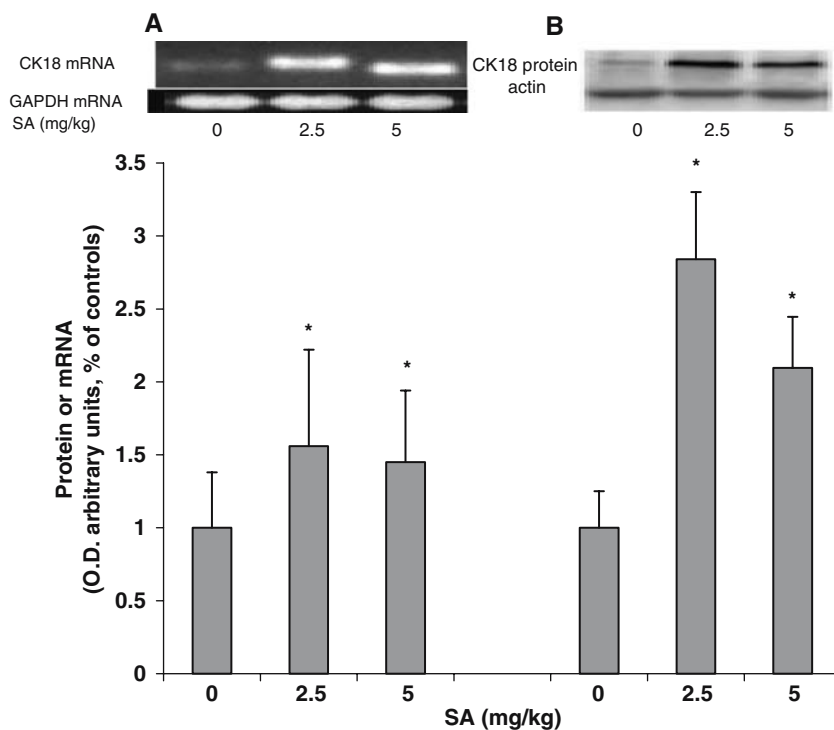 A
B
CK18 mRNA
GAPDH mRNA
SA (mg/kg)
0 2.5 5
CK18 protein
actin
0 2.5 5
Protein or mRNA
(O.D. arbitrary units, % of controls)
3.5
3
2.5
2
1.5
1
0.5
0
*
*
*
*
0 2.5 5 0 2.5 5
SA (mg/kg)